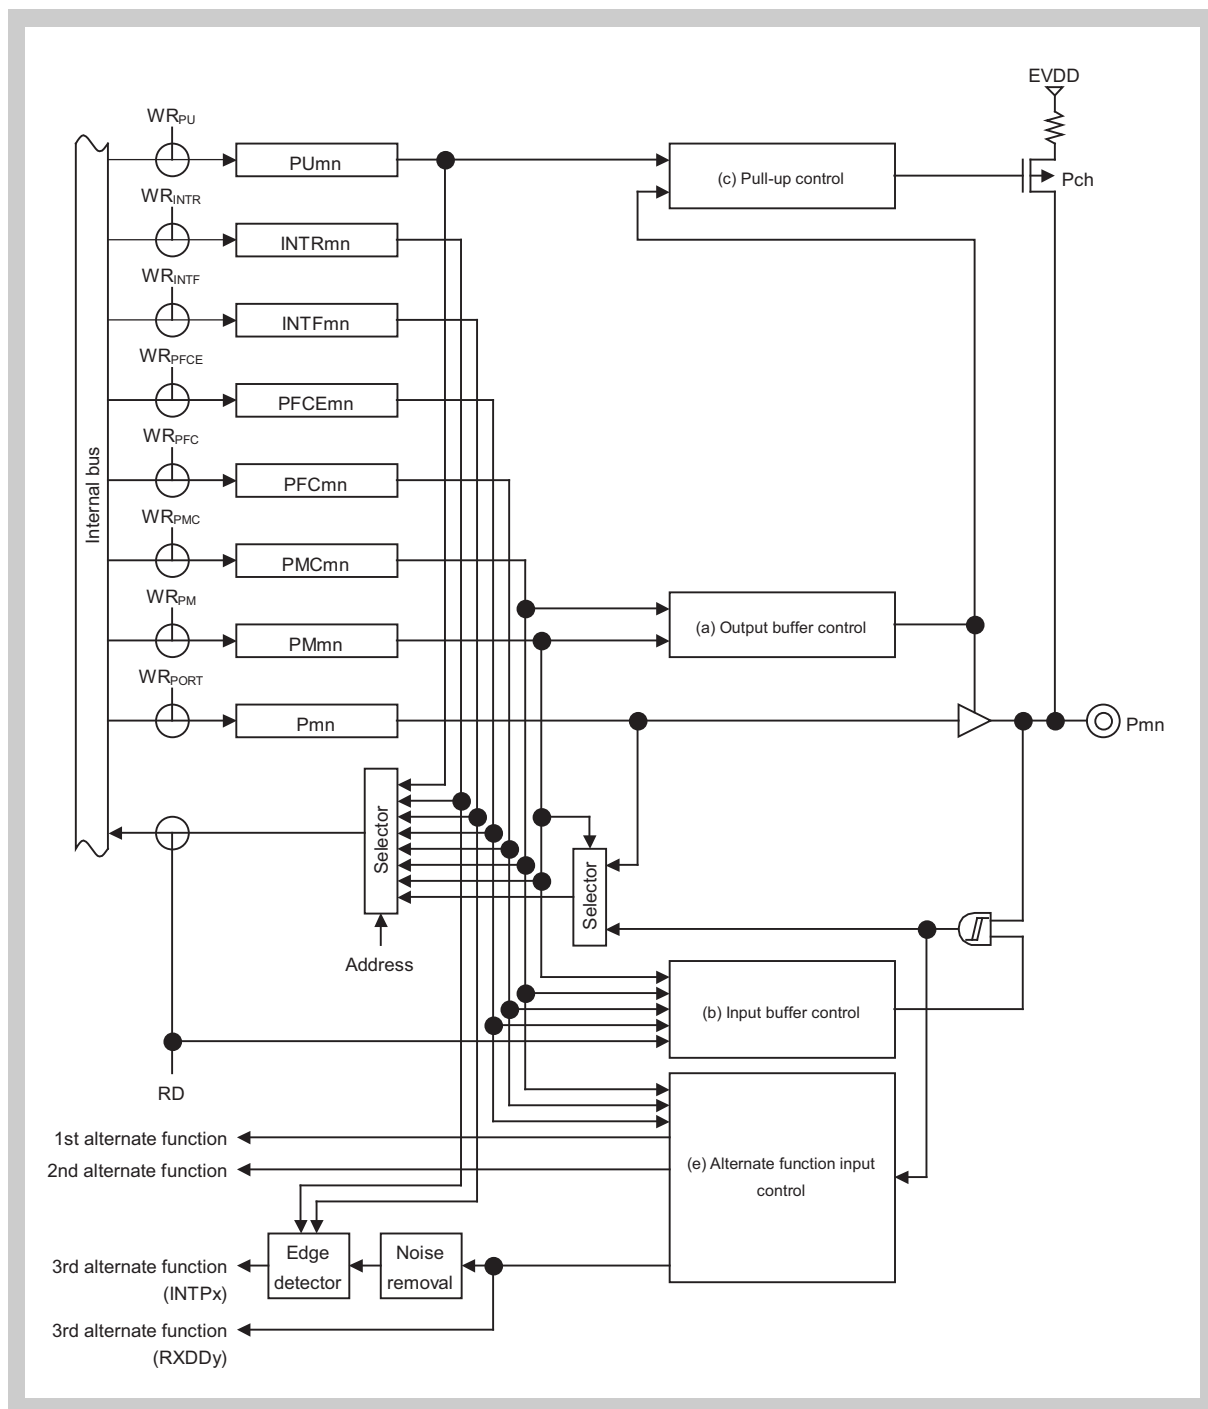 EVDD
WRPU
PUmn
(c) Pull-up control
Pch
WRINTR
INTRmn
WRINTF
INTFmn
WRPFCE
PFCEmn
WRPFC
PFCmn
Internal bus
WRPMC
PMCmn
WRPM
PMmn
(a) Output buffer control
WRPORT
Pmn
Pmn
Selector
Selector
Address
(b) Input buffer control
RD
1st alternate function
2nd alternate function
(e) Alternate function input
control
Edge
detector
Noise
removal
3rd alternate function
(INTPx)
3rd alternate function
(RXDDy)